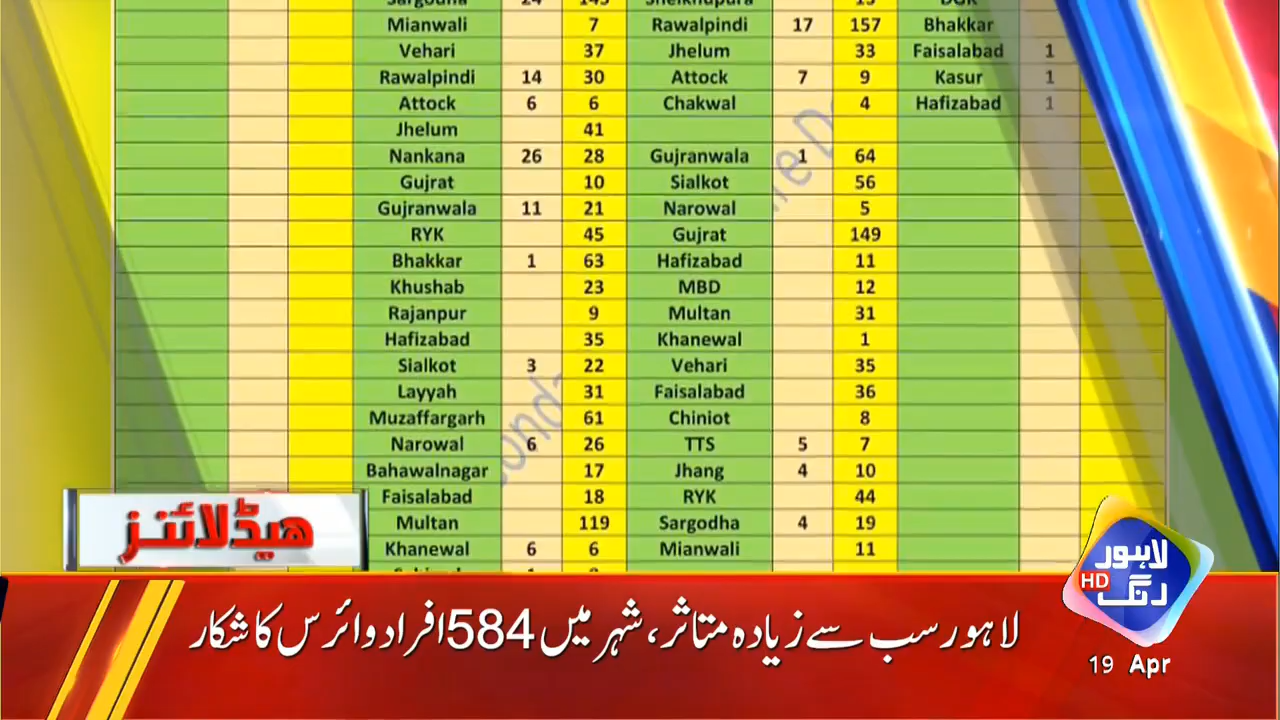 Sargodha 24 145 Sheikhupura 15 DGK
Mianwali 7 Rawalpindi 17 157 Bhakkar
Vehari 37 Jhelum 33 Faisalabad 1
Rawalpindi 14 30 Attock 7 9 Kasur 1
Attock 6 6 Chakwal 4 Hafizabad 1
Jhelum 41
Nankana 26 28 Gujranwala 1 64
Gujrat 10 Sialkot 56
Gujranwala 11 21 Narowal 5
RYK 45 Gujrat 149
Bhakkar 1 63 Hafizabad 11
Khushab 23 MBD 12
Rajanpur 9 Multan 31
Hafizabad 35 Khanewal 1
Sialkot 3 22 Vehari 35
Layyah 31 Faisalabad 36
Muzaffargarh 61 Chiniot 8
Narowal 6 26 TTS 5 7
Bahawalnagar 17 Jhang 4 10
Faisalabad 18 RYK 44
Multan 119 Sargodha 4 19
Khanewal 6 6 Mianwali 11
ہیڈلائنز
لاہور رنگ HD
لاہور سب سے زیادہ متاثر، شہر میں 584 افراد وائرس کا شکار
19 Apr